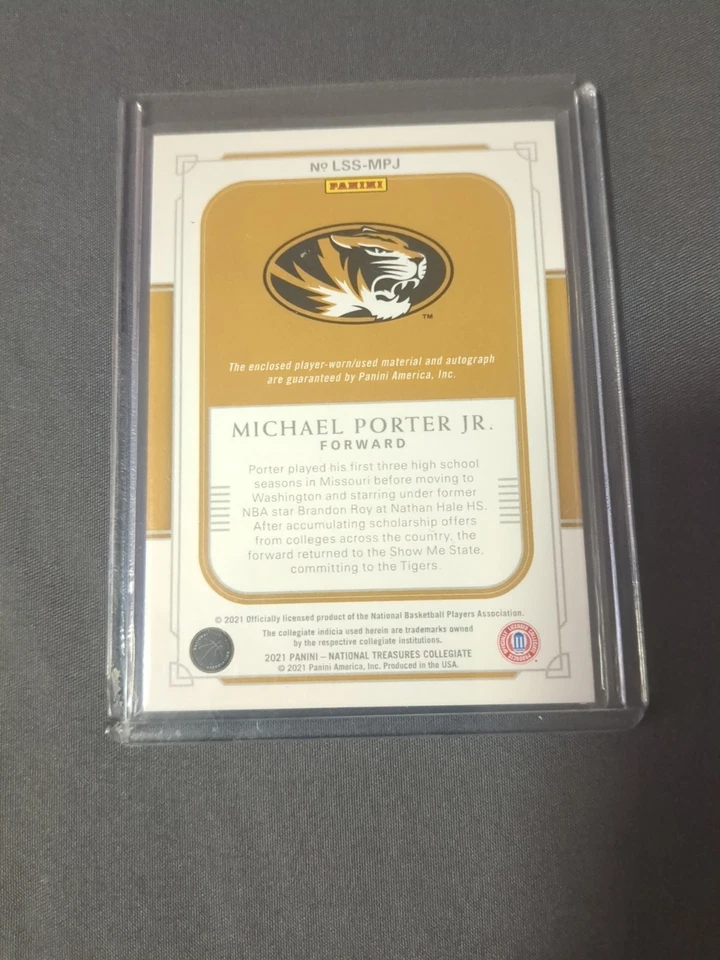 Nº LSS-MPJ
PANINI
TM
The enclosed player-worn/used material and autograph
are guaranteed by Panini America, Inc.
MICHAEL PORTER JR.
FORWARD
Porter played his first three high school
seasons in Missouri before moving to
Washington and starring under former
NBA star Brandon Roy at Nathan Hale HS.
After accumulating scholarship offers
from colleges across the country, the
forward returned to the Show Me State,
committing to the Tigers.
© 2021 Officially licensed product of the National Basketball Players Association.
The collegiate indicia used herein are trademarks owned
by the respective collegiate institutions.
2021 PANINI – NATIONAL TREASURES COLLEGIATE
© 2021 Panini America, Inc. Produced in the USA.